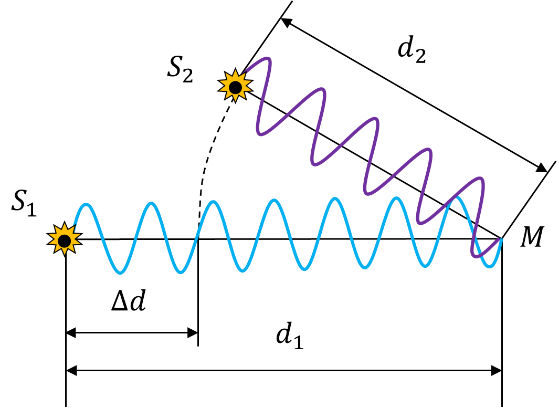 S₂
d₂
S₁
M
Δd
d₁